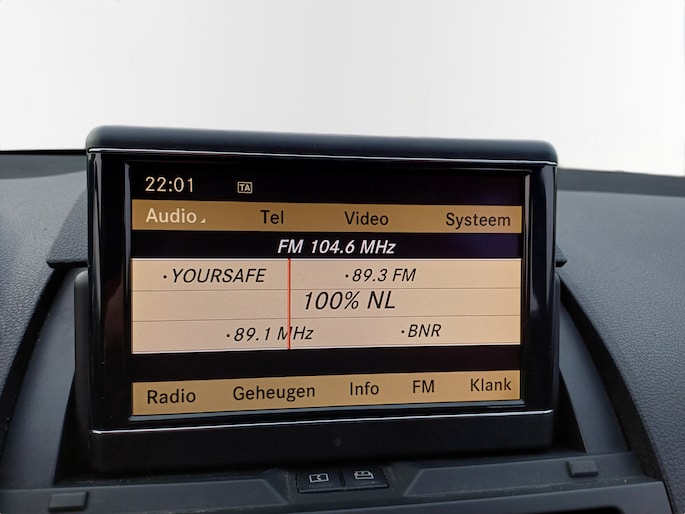 22:01 TA
Audio Tel Video Systeem
FM 104.6 MHz
·YOURSAFE ·89.3 FM
100% NL
·89.1 MHz ·BNR
Radio Geheugen Info FM Klank